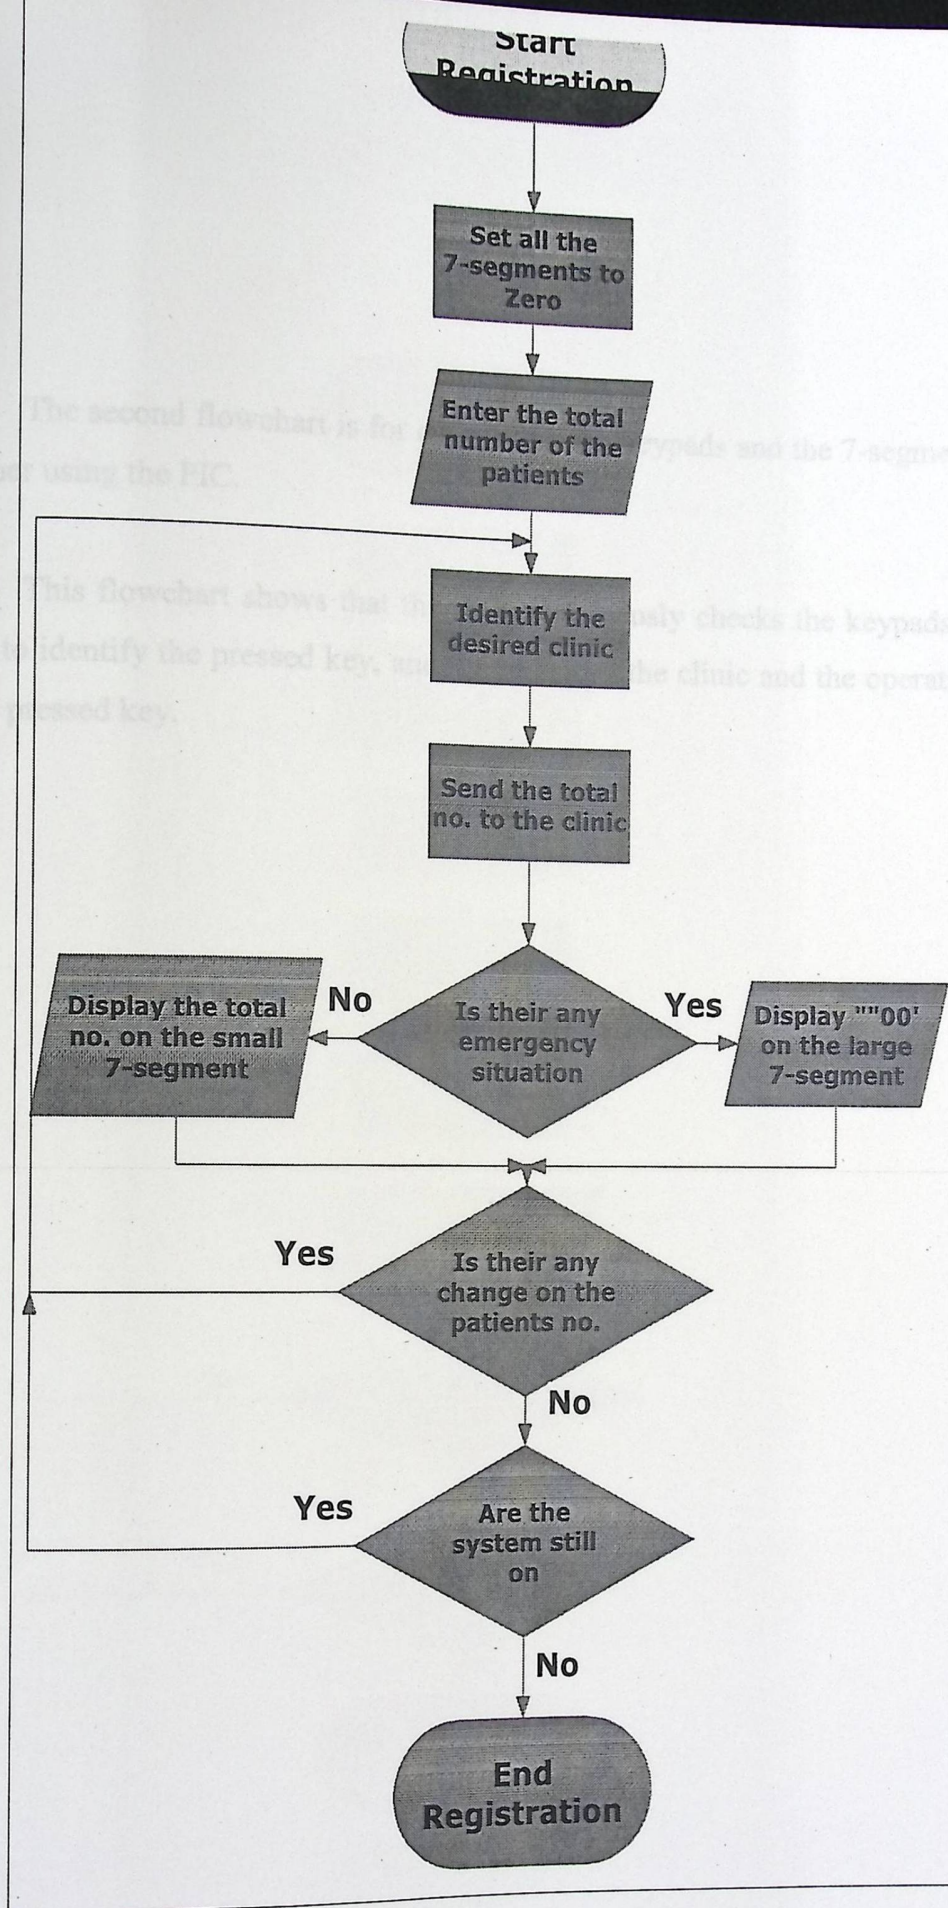 Start
Registration
Set all the
7-segments to
Zero
Enter the total
number of the
patients
The second flowchart is for
keypads and the 7-segme
using the PIC.
Identify the
desired clinic
This flowchart shows that
checks the keypads
to identify the pressed key,
the clinic and the operat
pressed key.
Send the total
no. to the clinic
Display the total
no. on the small
7-segment
No
Is their any
emergency
situation
Yes
Display ""00'
on the large
7-segment
Yes
Is their any
change on the
patients no.
No
Yes
Are the
system still
on
No
End
Registration